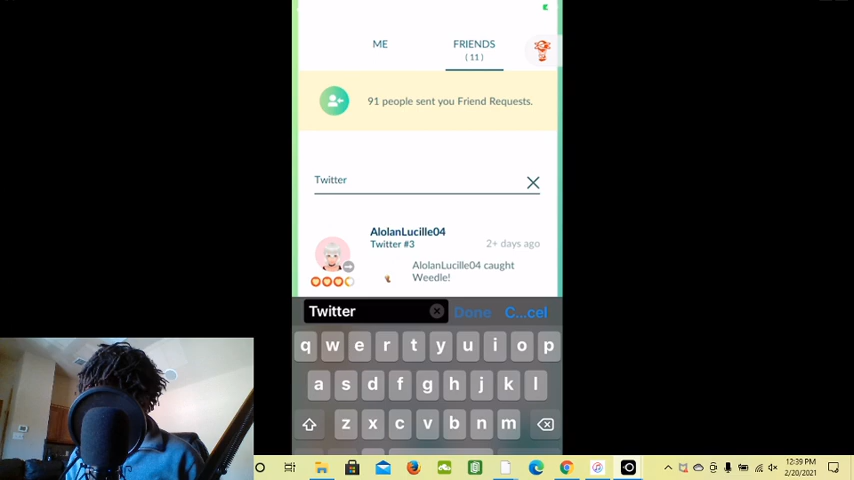 ME
FRIENDS
(11)
91 people sent you Friend Requests.
Twitter
AlolanLucille04
Twitter #3
2+ days ago
AlolanLucille04 caught
Weedle!
Twitter
Done
C...cel
q w e r t y u i o p
a s d f g h j k l
z x c v b n m
12:39 PM
2/20/2021